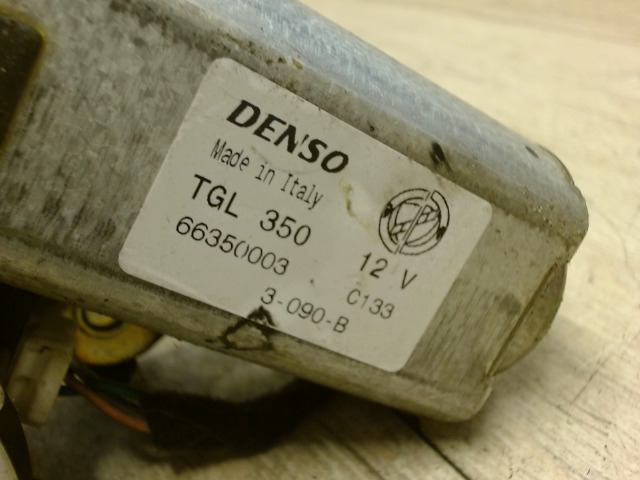 DENSO
Made in Italy
TGL 350
12 V
66350003
C133
3-090-B